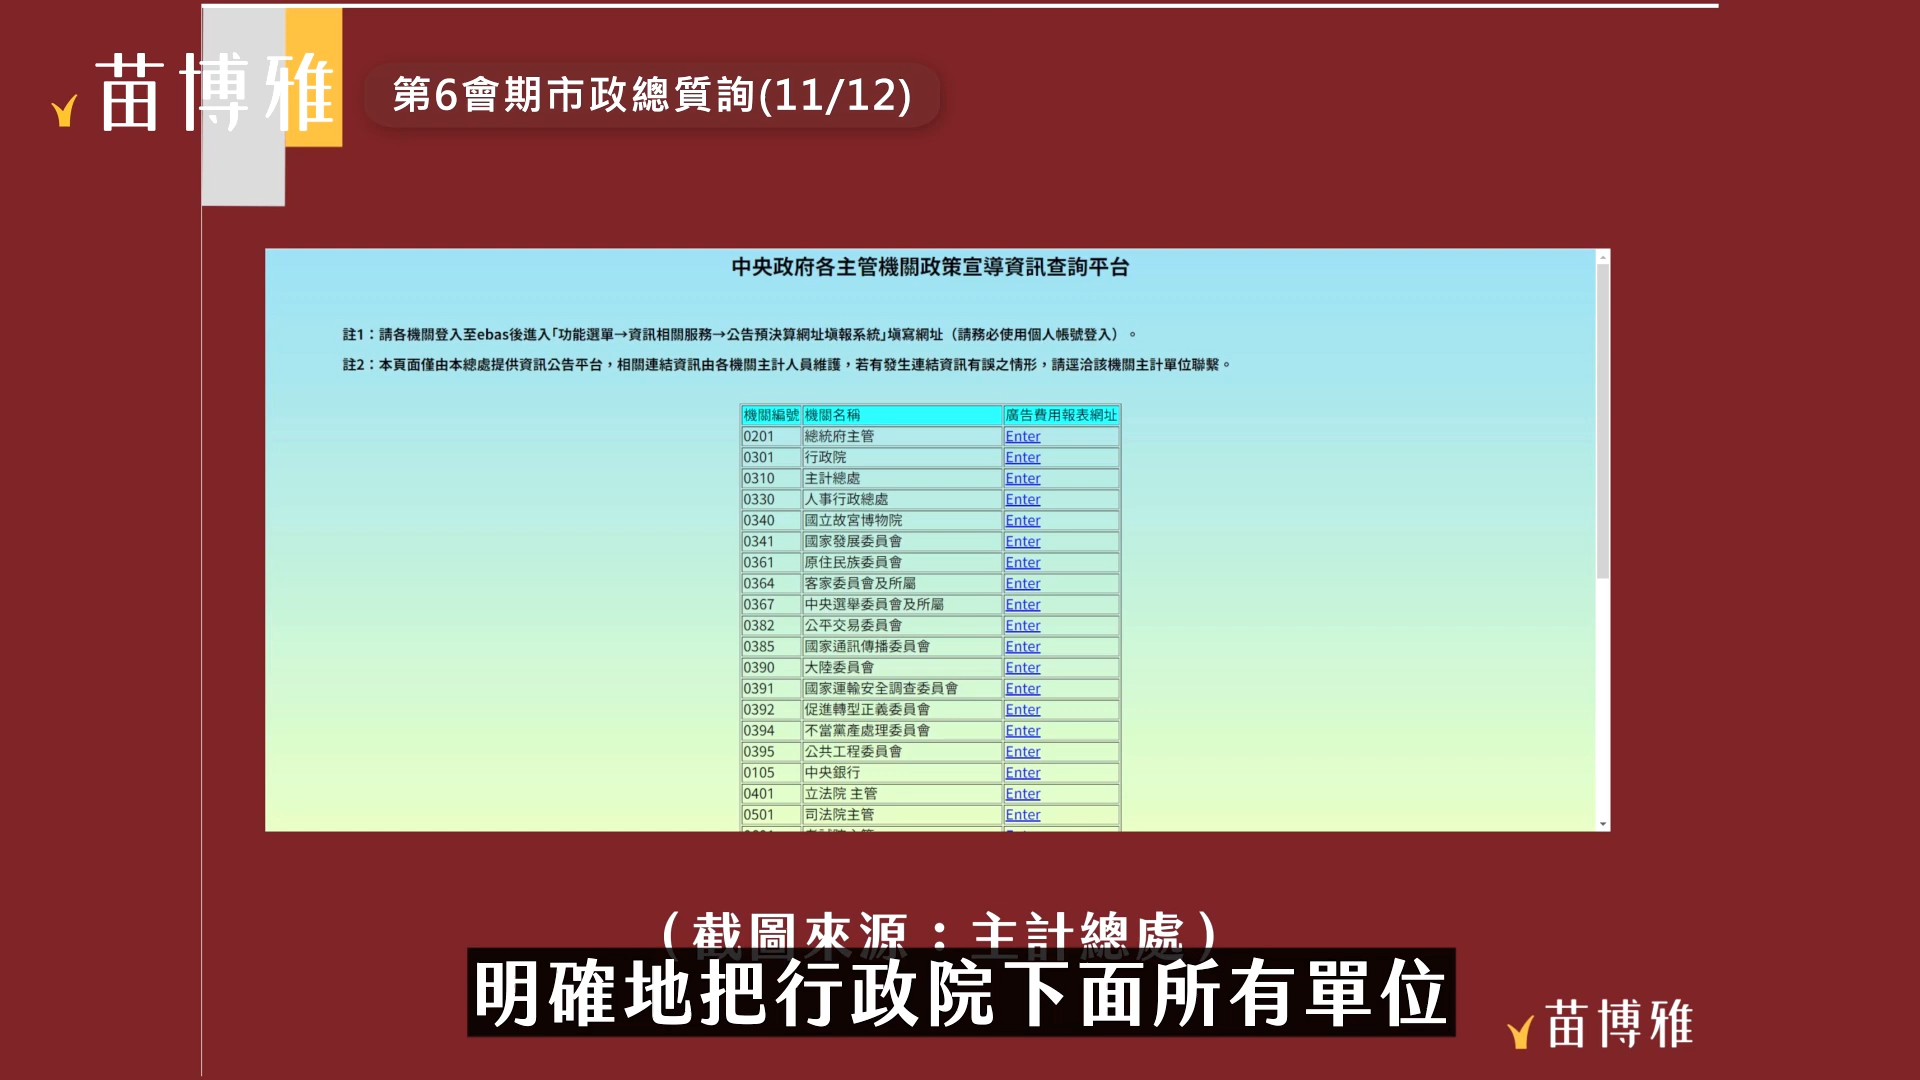 苗博雅
第6會期市政總質詢(11/12)
中央政府各主管機關政策宣導資訊查詢平台
註1：請各機關登入至ebas後進入「功能選單→資訊相關服務→公告預決算網址填報系統」填寫網址（請務必使用個人帳號登入）。
註2：本頁面僅由本總處提供資訊公告平台，相關連結資訊由各機關主計人員維護，若有發生連結資訊有誤之情形，請逕洽該機關主計單位聯繫。
機關編號 機關名稱 廣告費用報表網址
0201 總統府主管 Enter
0301 行政院 Enter
0310 主計總處 Enter
0330 人事行政總處 Enter
0340 國立故宮博物院 Enter
0341 國家發展委員會 Enter
0361 原住民族委員會 Enter
0364 客家委員會及所屬 Enter
0367 中央選舉委員會及所屬 Enter
0382 公平交易委員會 Enter
0385 國家通訊傳播委員會 Enter
0390 大陸委員會 Enter
0391 國家運輸安全調查委員會 Enter
0392 促進轉型正義委員會 Enter
0394 不當黨產處理委員會 Enter
0395 公共工程委員會 Enter
0105 中央銀行 Enter
0401 立法院 主管 Enter
0501 司法院主管 Enter
（截圖來源：主計總處）
明確地把行政院下面所有單位
苗博雅